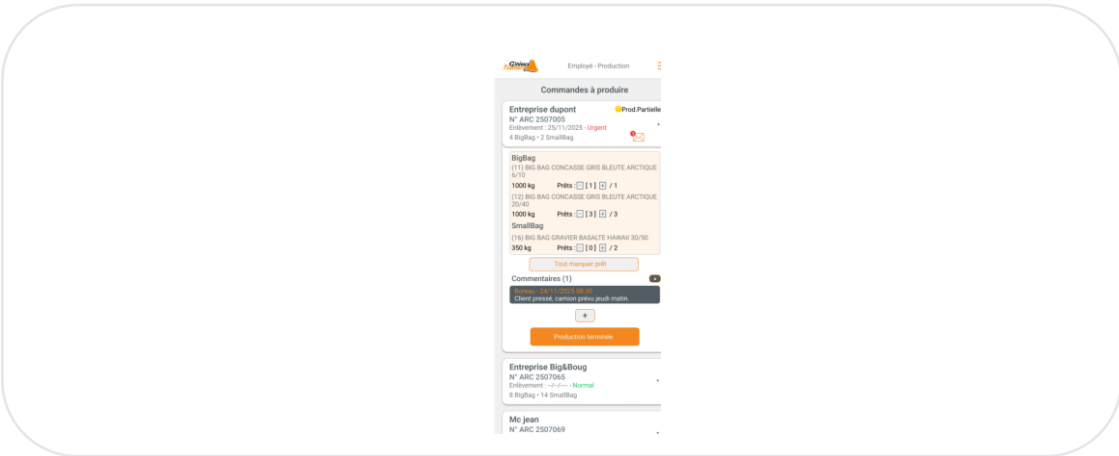 Employé - Production
Commandes à produire
Entreprise dupont
Prod.Partielle
N° ARC 2507005
Enlèvement : 25/11/2025 - Urgent
4 BigBag • 2 SmallBag
BigBag
(11) BIG BAG CONCASSE GRIS BLEUTE ARCTIQUE
6/10
1000 kg Prêts : - [ 1 ] + / 1
(12) BIG BAG CONCASSE GRIS BLEUTE ARCTIQUE
20/40
1000 kg Prêts : - [ 3 ] + / 3
SmallBag
(16) BIG BAG GRAVIER BASALTE HAWAII 30/50
350 kg Prêts : - [ 0 ] + / 2
Tout marquer prêt
Commentaires (1)
Bureau - 24/11/2025 08:30
Client pressé, camion prévu jeudi matin.
+
Production terminée
Entreprise Big&Boug
N° ARC 2507065
Enlèvement : --/--/---- - Normal
8 BigBag • 14 SmallBag
Mc jean
N° ARC 2507069